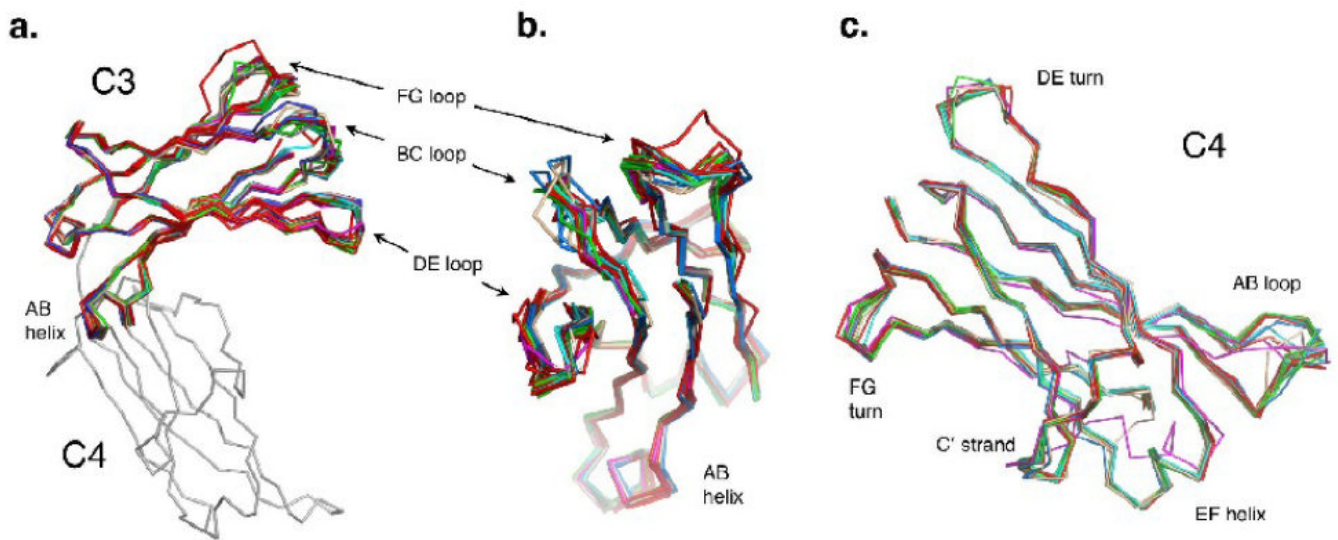 a.
C3
AB
helix
C4
FG loop
BC loop
DE loop
b.
AB
helix
c.
DE turn
C4
AB loop
FG
turn
C' strand
EF helix